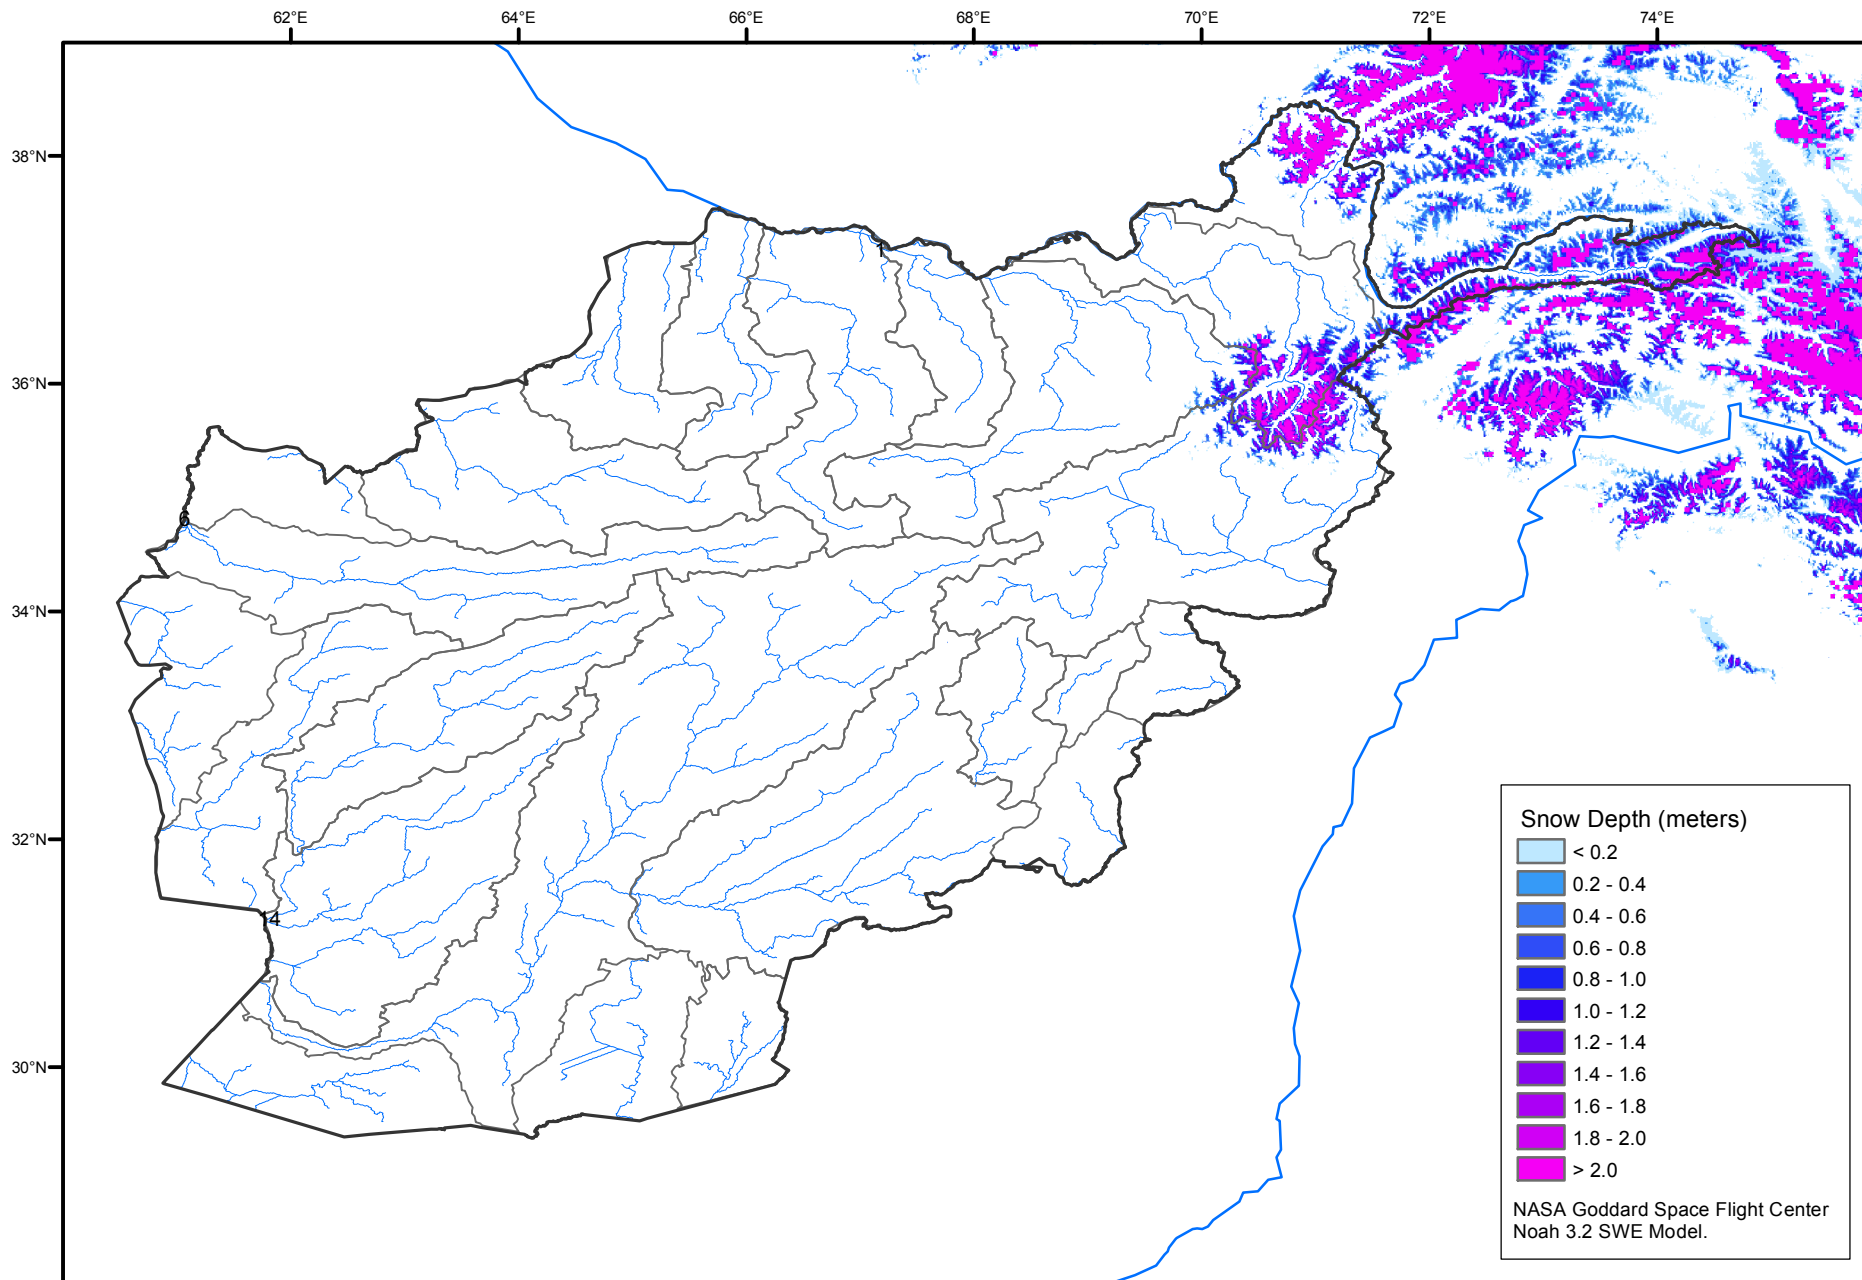 62°E 64°E 66°E 68°E 70°E 72°E 74°E
38°N
1
36°N
6
34°N
32°N
14
30°N
Snow Depth (meters)
< 0.2
0.2 - 0.4
0.4 - 0.6
0.6 - 0.8
0.8 - 1.0
1.0 - 1.2
1.2 - 1.4
1.4 - 1.6
1.6 - 1.8
1.8 - 2.0
> 2.0
NASA Goddard Space Flight Center
Noah 3.2 SWE Model.